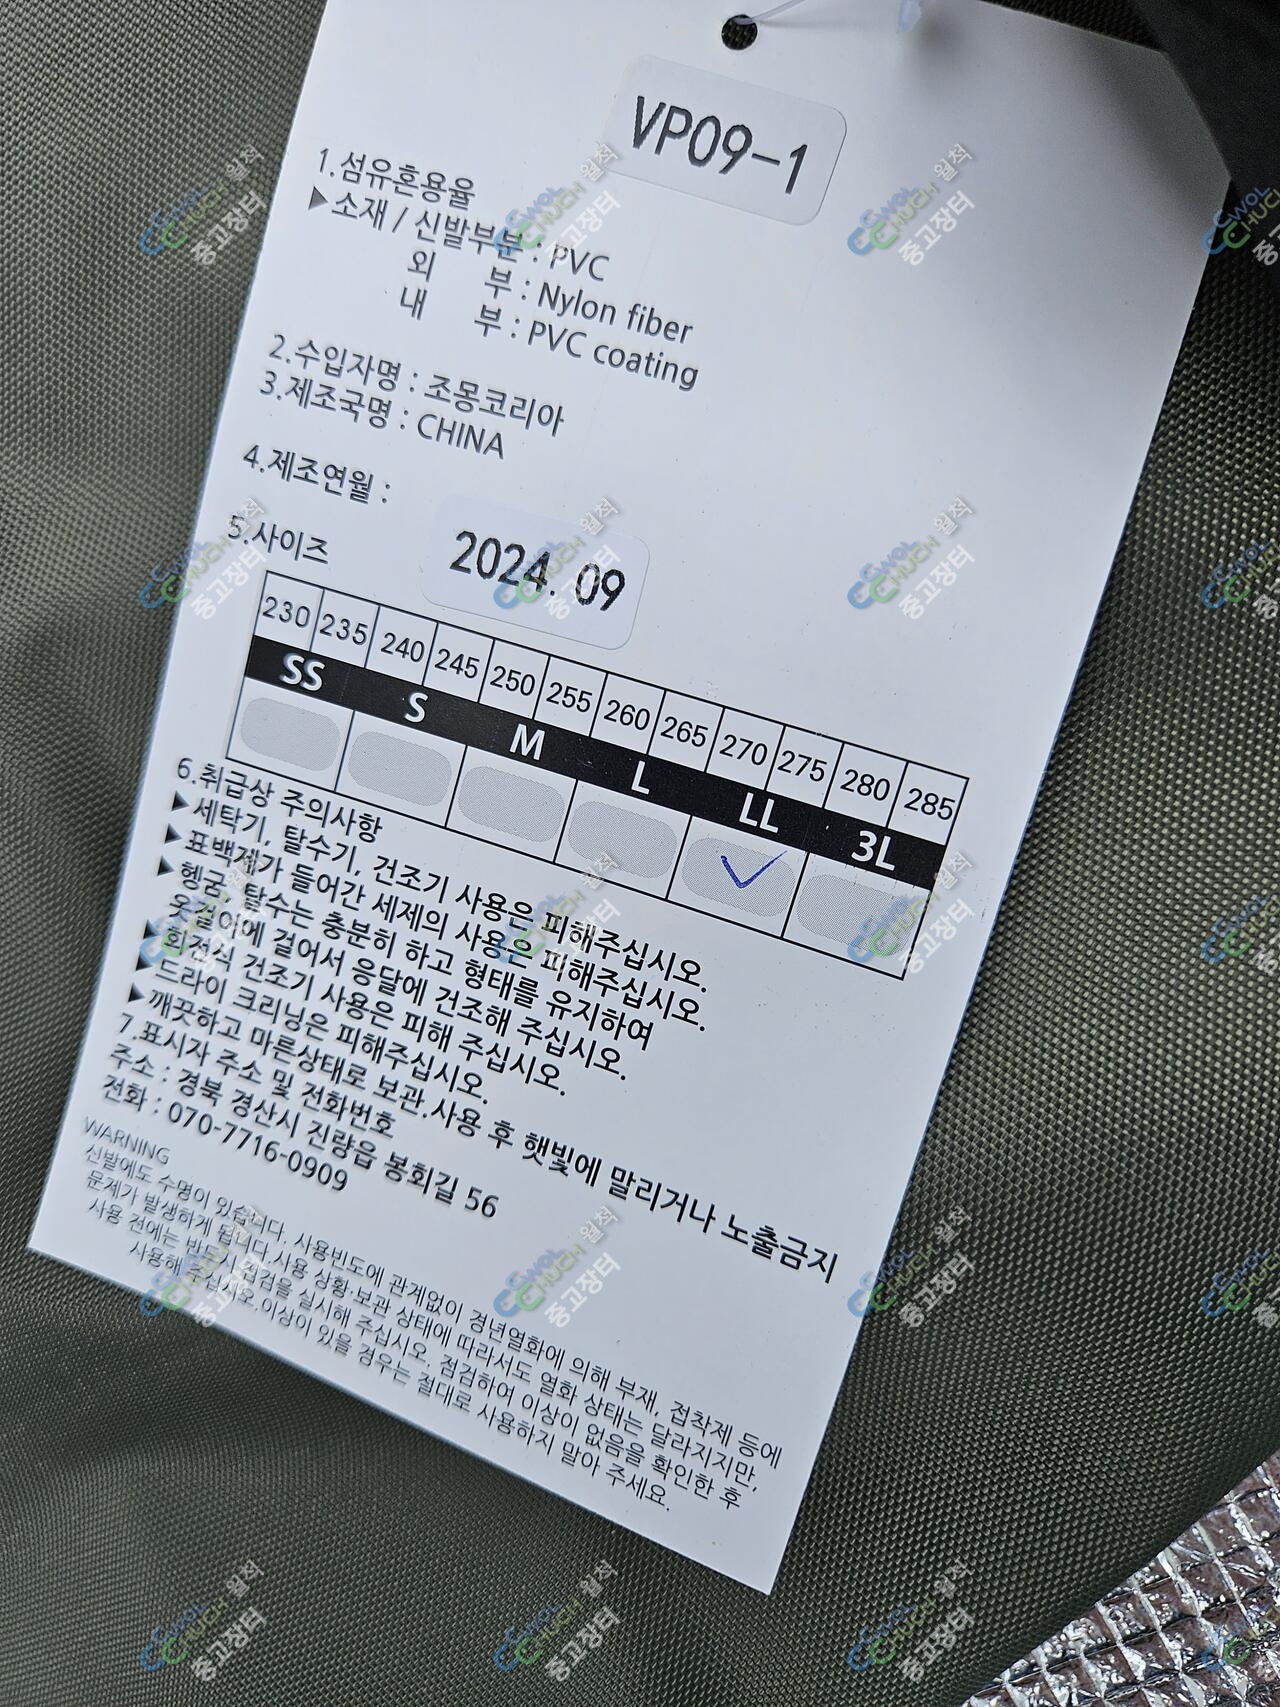 VP09-1
1.섬유혼용율
▶소재 / 신발부분 : PVC
외 부 : Nylon fiber
내 부 : PVC coating
2.수입자명 : 조몽코리아
3.제조국명 : CHINA
4.제조연월 :
2024. 09
5.사이즈
230 235 240 245 250 255 260 265 270 275 280 285
SS S M L LL 3L
6.취급상 주의사항
▶세탁기, 탈수기, 건조기 사용은 피해주십시오.
▶표백제가 들어간 세제의 사용은 피해주십시오.
▶헹굼, 탈수는 충분히 하고 형태를 유지하여
옷걸이에 걸어서 응달에 건조해 주십시오.
▶회전식 건조기 사용은 피해 주십시오.
▶드라이 크리닝은 피해주십시오.
▶깨끗하고 마른상태로 보관.사용 후 햇빛에 말리거나 노출금지
7.표시자 주소 및 전화번호
주소 : 경북 경산시 진량읍 봉회길 56
전화 : 070-7716-0909
WARNING
신발에도 수명이 있습니다. 사용빈도에 관계없이 경년열화에 의해 부재, 접착제 등에
문제가 발생하게 됩니다.사용 상황·보관 상태에 따라서도 열화 상태는 달라지지만,
사용 전에는 반드시 점검을 실시해 주십시오. 점검하여 이상이 없음을 확인한 후
사용해 주십시오.이상이 있을 경우는 절대로 사용하지 말아 주세요.
WOL CHUCK 월척
중고장터